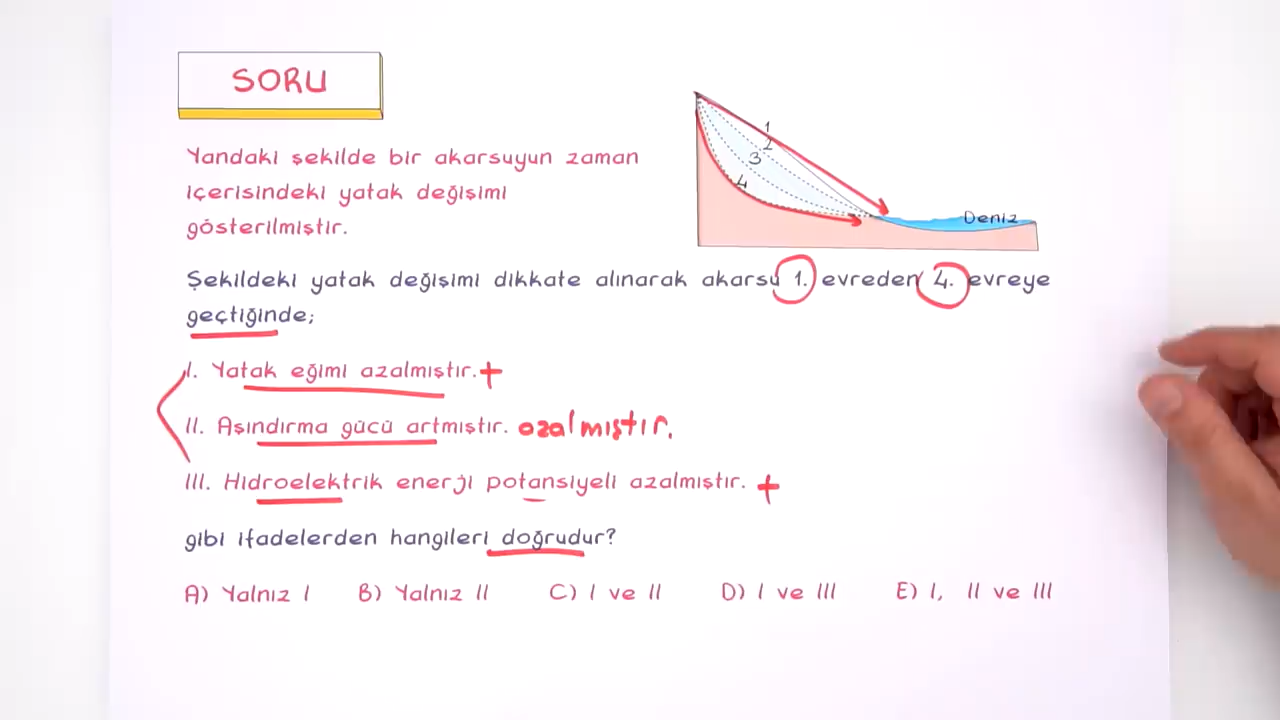 SORU
Yandaki şekilde bir akarsuyun zaman
içerisindeki yatak değişimi
gösterilmiştir.
1
2
3
4
Deniz
Şekildeki yatak değişimi dikkate alınarak akarsu 1. evreden 4. evreye
geçtiğinde;
I. Yatak eğimi azalmıştır. +
II. Aşındırma gücü artmıştır. azalmıştır.
III. Hidroelektrik enerji potansiyeli azalmıştır. +
gibi ifadelerden hangileri doğrudur?
A) Yalnız I B) Yalnız II C) I ve II D) I ve III E) I, II ve III